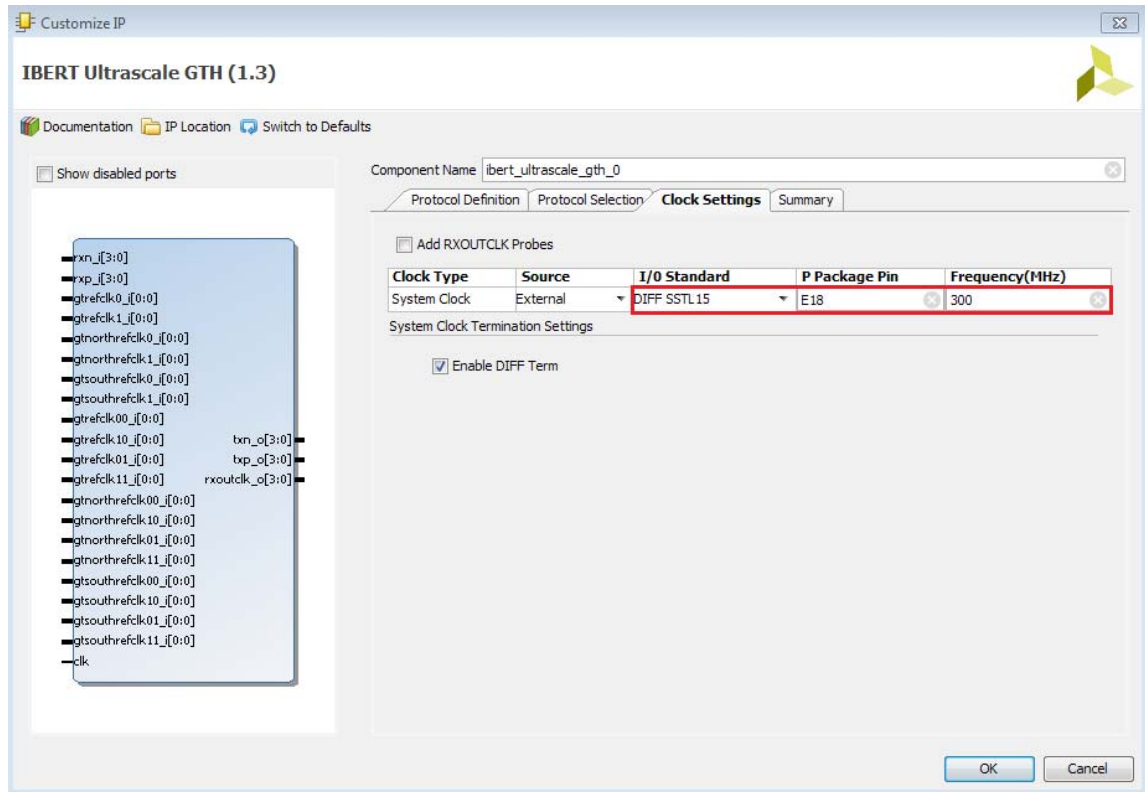 Customize IP
IBERT Ultrascale GTH (1.3)
Documentation IP Location Switch to Defaults
Show disabled ports
rxn_i[3:0]
rxp_i[3:0]
gtrefclk0_i[0:0]
gtrefclk1_i[0:0]
gtnorthrefclk0_i[0:0]
gtnorthrefclk1_i[0:0]
gtsouthrefclk0_i[0:0]
gtsouthrefclk1_i[0:0]
gtrefclk00_i[0:0]
gtrefclk10_i[0:0] txn_o[3:0]
gtrefclk01_i[0:0] txp_o[3:0]
gtrefclk11_i[0:0] rxoutclk_o[3:0]
gtnorthrefclk00_i[0:0]
gtnorthrefclk10_i[0:0]
gtnorthrefclk01_i[0:0]
gtnorthrefclk11_i[0:0]
gtsouthrefclk00_i[0:0]
gtsouthrefclk10_i[0:0]
gtsouthrefclk01_i[0:0]
gtsouthrefclk11_i[0:0]
clk
Component Name ibert_ultrascale_gth_0
Protocol Definition Protocol Selection Clock Settings Summary
Add RXOUTCLK Probes
Clock Type Source I/O Standard P Package Pin Frequency(MHz)
System Clock External DIFF SSTL15 E18 300
System Clock Termination Settings
Enable DIFF Term
OK Cancel